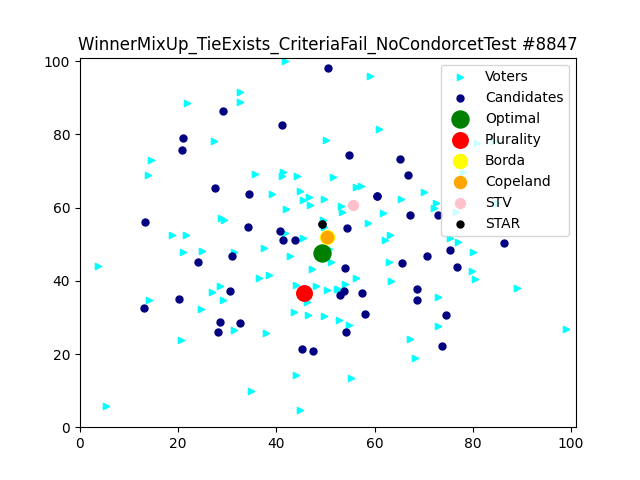 WinnerMixUp_TieExists_CriteriaFail_NoCondorcetTest #8847
100
80
60
40
20
0
0 20 40 60 80 100
Voters
Candidates
Optimal
Plurality
Borda
Copeland
STV
STAR